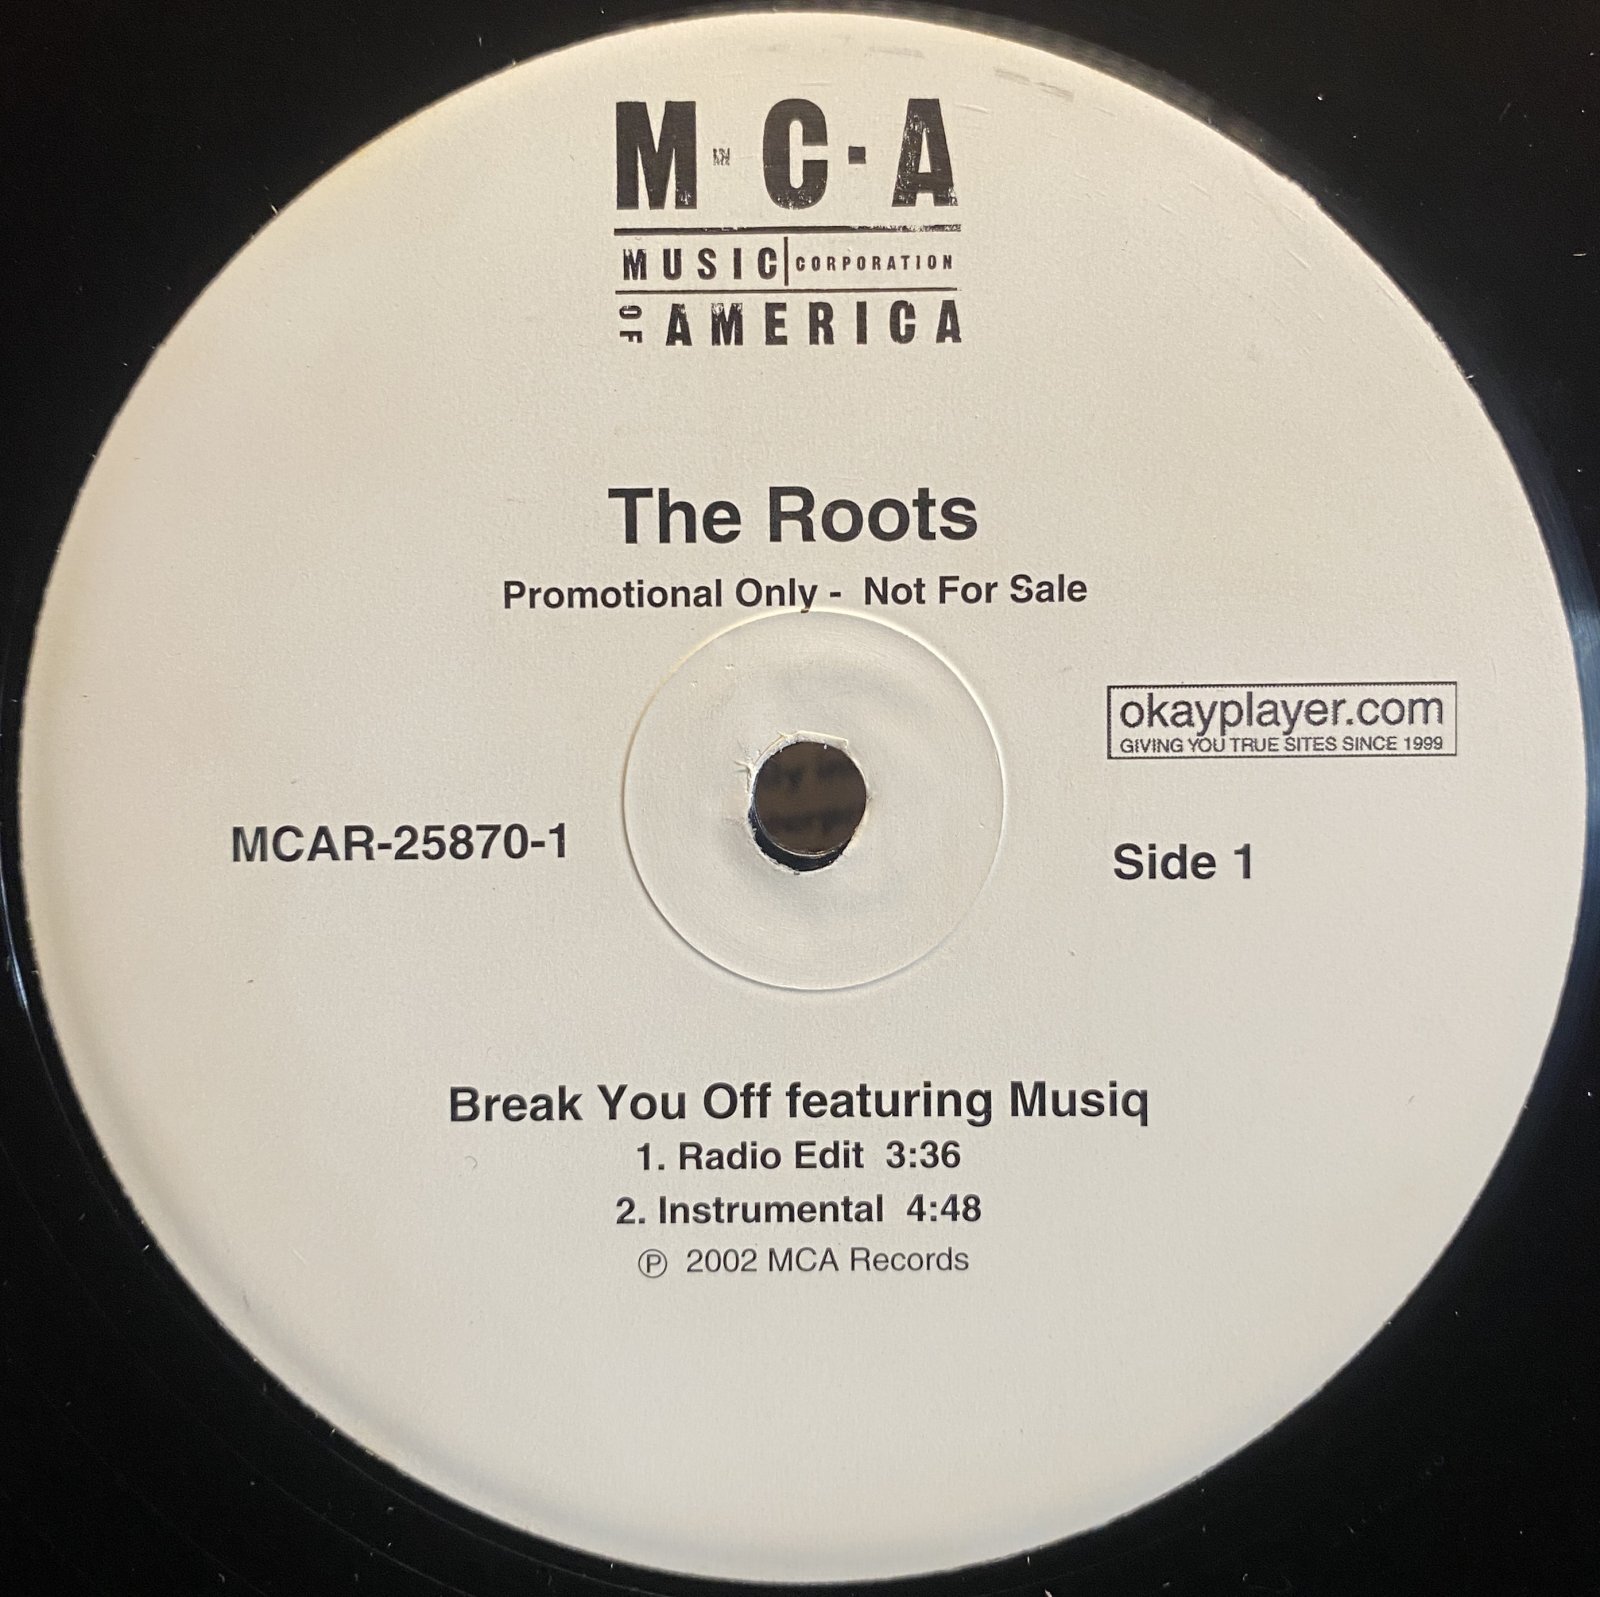 M·C·A
MUSIC CORPORATION
OF AMERICA
The Roots
Promotional Only - Not For Sale
okayplayer.com
GIVING YOU TRUE SITES SINCE 1999
MCAR-25870-1
Side 1
Break You Off featuring Musiq
1. Radio Edit 3:36
2. Instrumental 4:48
℗ 2002 MCA Records